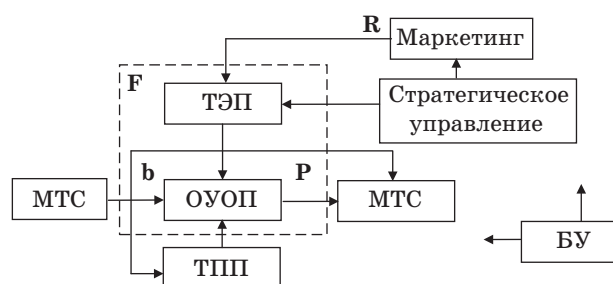 R
Маркетинг
F
ТЭП
Стратегическое
управление
b
P
МТС
ОУОП
МТС
БУ
ТПП